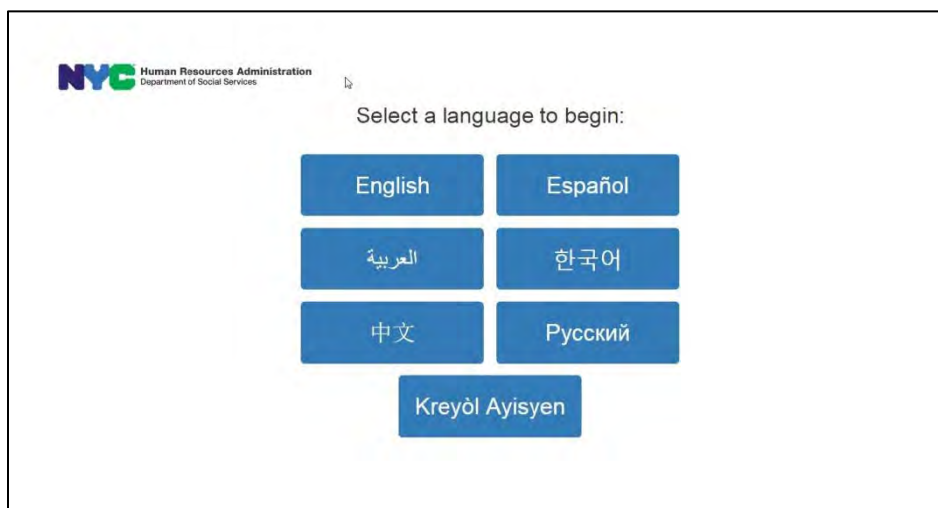 NYC Human Resources Administration
Department of Social Services
Select a language to begin:
English Español
العربية 한국어
中文 Русский
Kreyòl Ayisyen